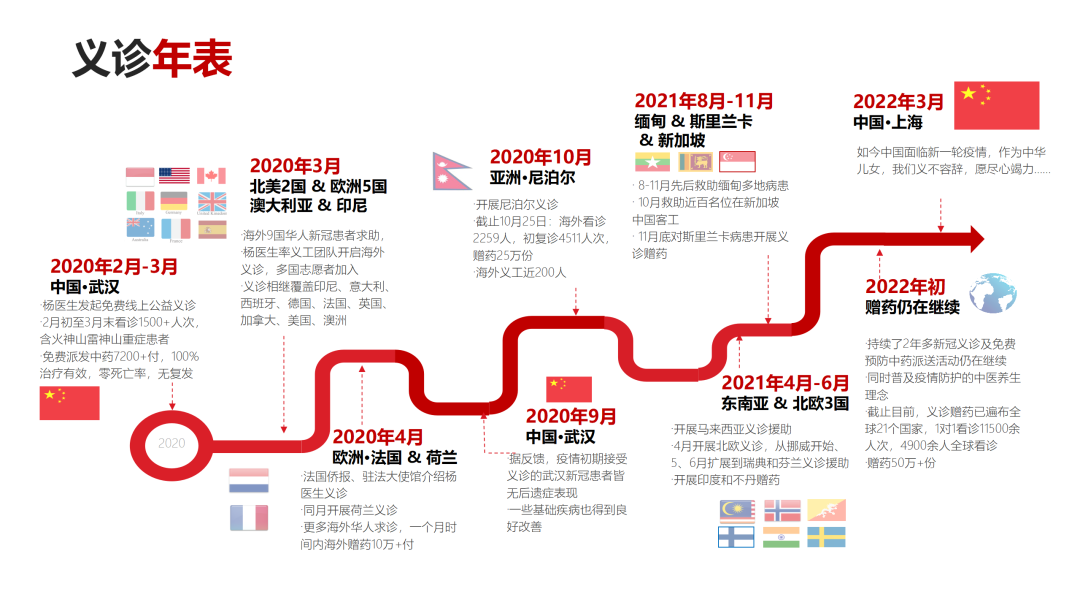 义诊年表
2020年2月-3月
中国·武汉
·杨医生发起免费线上公益义诊
·2月初至3月末看诊1500+人次，
含火神山雷神山重症患者
·免费派发中药7200+付，100%
治疗有效，零死亡率，无复发
2020
Italy
Germany
United Kingdom
Australia
France
2020年3月
北美2国 & 欧洲5国
澳大利亚 & 印尼
·海外9国华人新冠患者求助，
杨医生率义工团队开启海外
义诊，多国志愿者加入
·义诊相继覆盖印尼、意大利、
西班牙、德国、法国、英国、
加拿大、美国、澳洲
2020年4月
欧洲·法国 & 荷兰
·法国侨报、驻法大使馆介绍杨
医生义诊
·同月开展荷兰义诊
·更多海外华人求诊，一个月时
间内海外赠药10万+付
2020年10月
亚洲·尼泊尔
·开展尼泊尔义诊
·截止10月25日：海外看诊
2259人，初复诊4511人次，
赠药25万份
·海外义工近200人
2020年9月
中国·武汉
·据反馈，疫情初期接受
义诊的武汉新冠患者皆
无后遗症表现
·一些基础疾病也得到良
好改善
2021年8月-11月
缅甸 & 斯里兰卡
& 新加坡
· 8-11月先后救助缅甸多地病患
· 10月救助近百名位在新加坡
中国客工
· 11月底对斯里兰卡病患开展义
诊赠药
2021年4月-6月
东南亚 & 北欧3国
·开展马来西亚义诊援助
·4月开展北欧义诊，从挪威开始、
5、6月扩展到瑞典和芬兰义诊援助
·开展印度和不丹赠药
2022年3月
中国·上海
如今中国面临新一轮疫情，作为中华
儿女，我们义不容辞，愿尽心竭力......
2022年初
赠药仍在继续
·持续了2年多新冠义诊及免费
预防中药派送活动仍在继续
·同时普及疫情防护的中医养生
理念
·截止目前，义诊赠药已遍布全
球21个国家，1对1看诊11500余
人次，4900余人全球看诊
·赠药50万+份